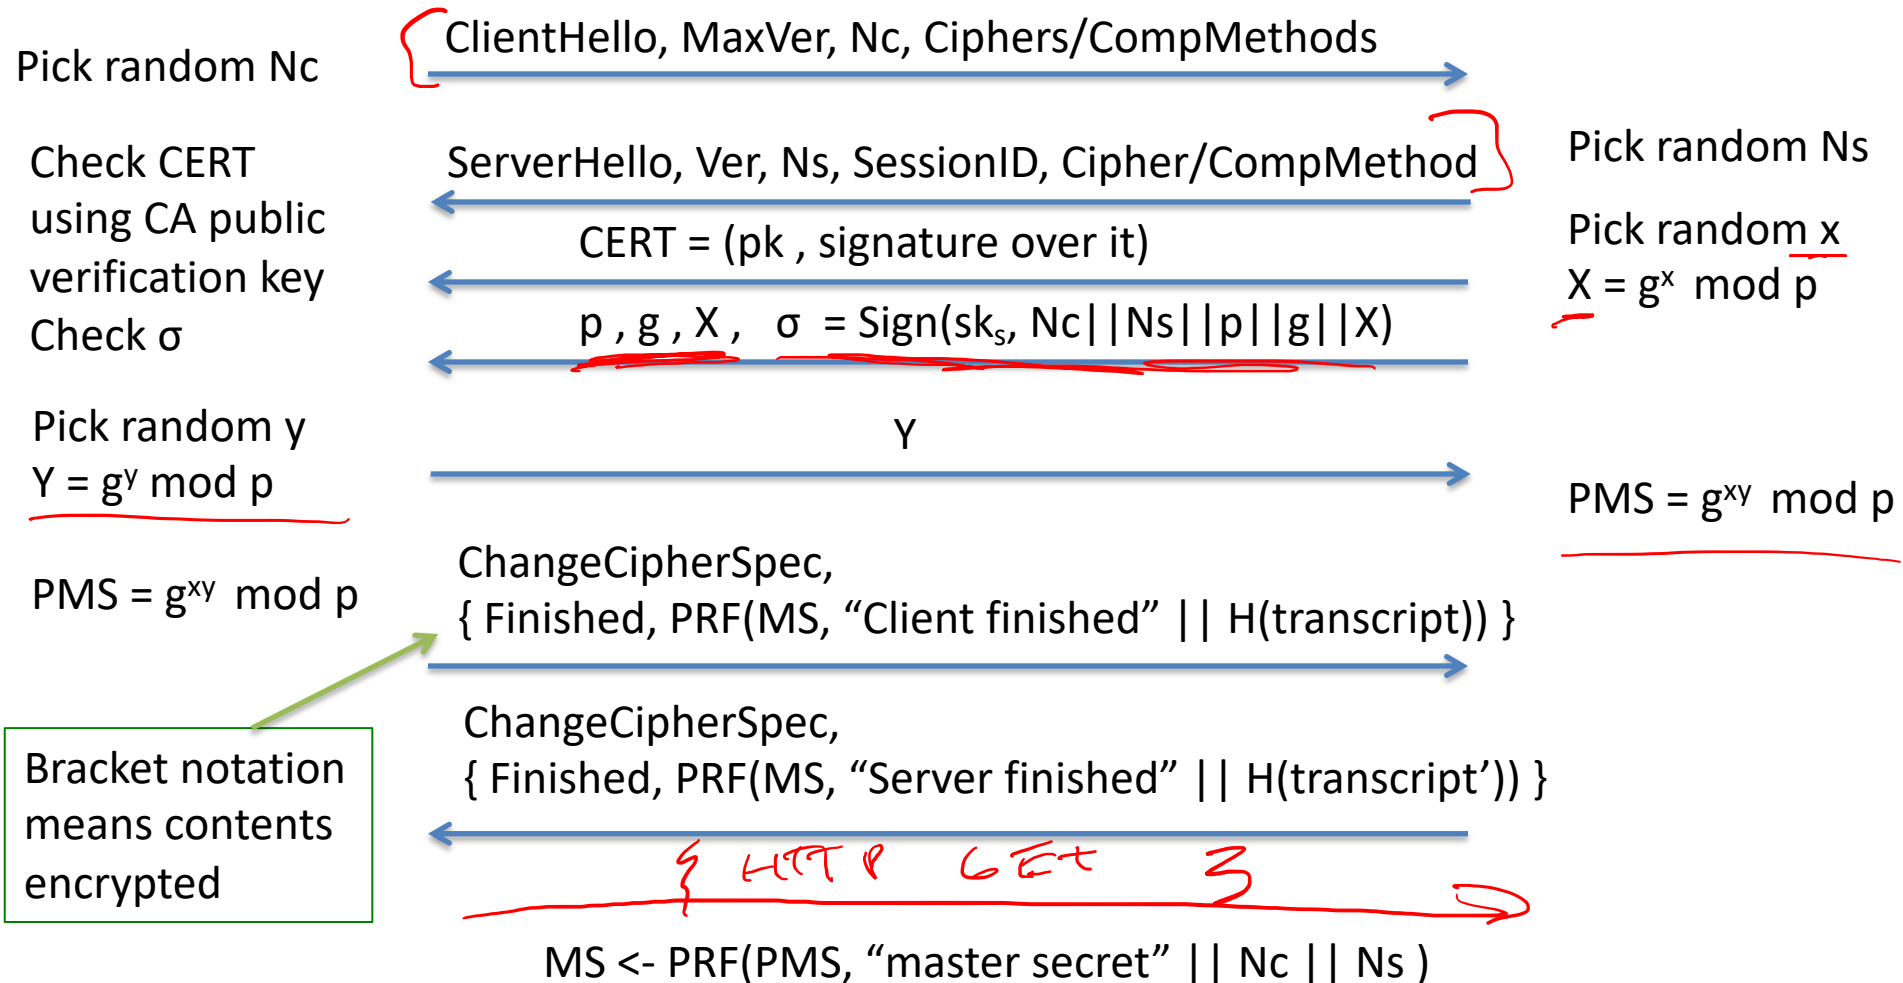 Pick random Nc
ClientHello, MaxVer, Nc, Ciphers/CompMethods
Check CERT
using CA public
verification key
Check σ
ServerHello, Ver, Ns, SessionID, Cipher/CompMethod
Pick random Ns
CERT = (pk , signature over it)
Pick random x
X = gˣ mod p
p , g , X , σ = Sign(skₛ, Nc||Ns||p||g||X)
Pick random y
Y = gʸ mod p
Y
PMS = gˣʸ mod p
PMS = gˣʸ mod p
ChangeCipherSpec,
{ Finished, PRF(MS, “Client finished” || H(transcript)) }
ChangeCipherSpec,
{ Finished, PRF(MS, “Server finished” || H(transcript’)) }
Bracket notation
means contents
encrypted
{ HTTP GET }
MS <- PRF(PMS, “master secret” || Nc || Ns )